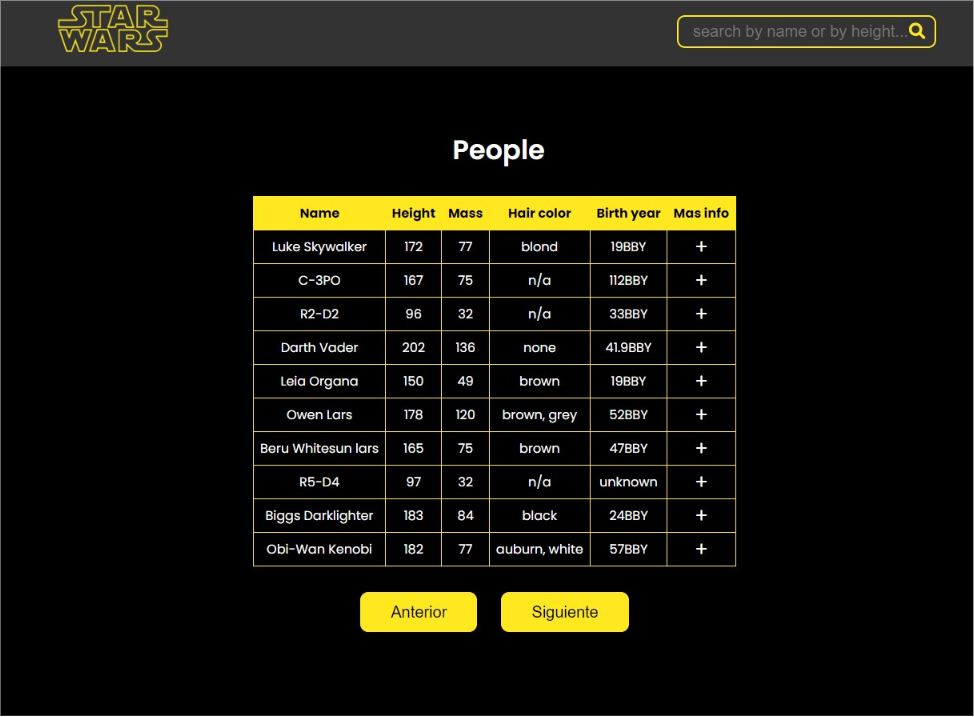 STAR
WARS
search by name or by height...
People
Name Height Mass Hair color Birth year Mas info
Luke Skywalker 172 77 blond 19BBY +
C-3PO 167 75 n/a 112BBY +
R2-D2 96 32 n/a 33BBY +
Darth Vader 202 136 none 41.9BBY +
Leia Organa 150 49 brown 19BBY +
Owen Lars 178 120 brown, grey 52BBY +
Beru Whitesun lars 165 75 brown 47BBY +
R5-D4 97 32 n/a unknown +
Biggs Darklighter 183 84 black 24BBY +
Obi-Wan Kenobi 182 77 auburn, white 57BBY +
Anterior Siguiente